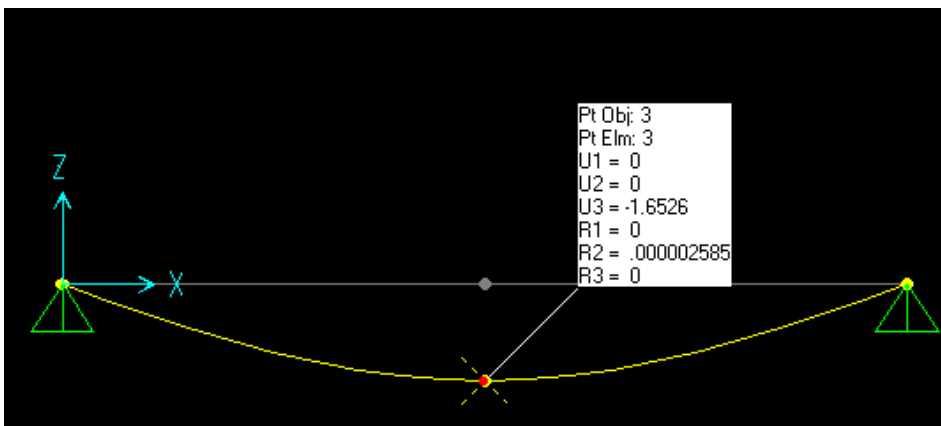 Pt Obj: 3
Pt Elm: 3
U1 = 0
U2 = 0
U3 = -1.6526
R1 = 0
R2 = .000002585
R3 = 0
Z
X